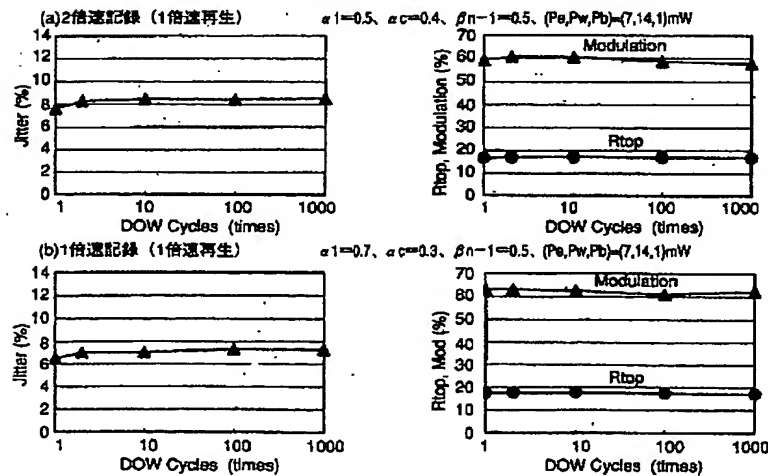 (a)2倍速記録（1倍速再生） α1=0.5、αc=0.4、βn-1=0.5、(Pe,Pw,Pb)=(7,14,1)mW
14
12
10
8
6
4
2
0
Jitter (%)
1 10 100 1000
DOW Cycles (times)
70
60
50
40
30
20
10
0
Rtop, Modulation (%)
Modulation
Rtop
1 10 100 1000
DOW Cycles (times)
(b)1倍速記録（1倍速再生） α1=0.7、αc=0.3、βn-1=0.5、(Pe,Pw,Pb)=(7,14,1)mW
14
12
10
8
6
4
2
0
Jitter (%)
1 10 100 1000
DOW Cycles (times)
70
60
50
40
30
20
10
0
Rtop, Mod (%)
Modulation
Rtop
1 10 100 1000
DOW Cycles (times)